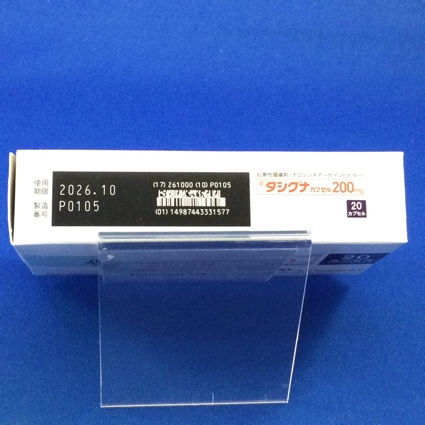 使用
期限
2026.10
製造
番号
P0105
(17) 261000 (10) P0105
(01) 14987443331577
抗悪性腫瘍剤(チロシンキナーゼインヒビター)
タシグナカプセル200mg
20
カプセル
20